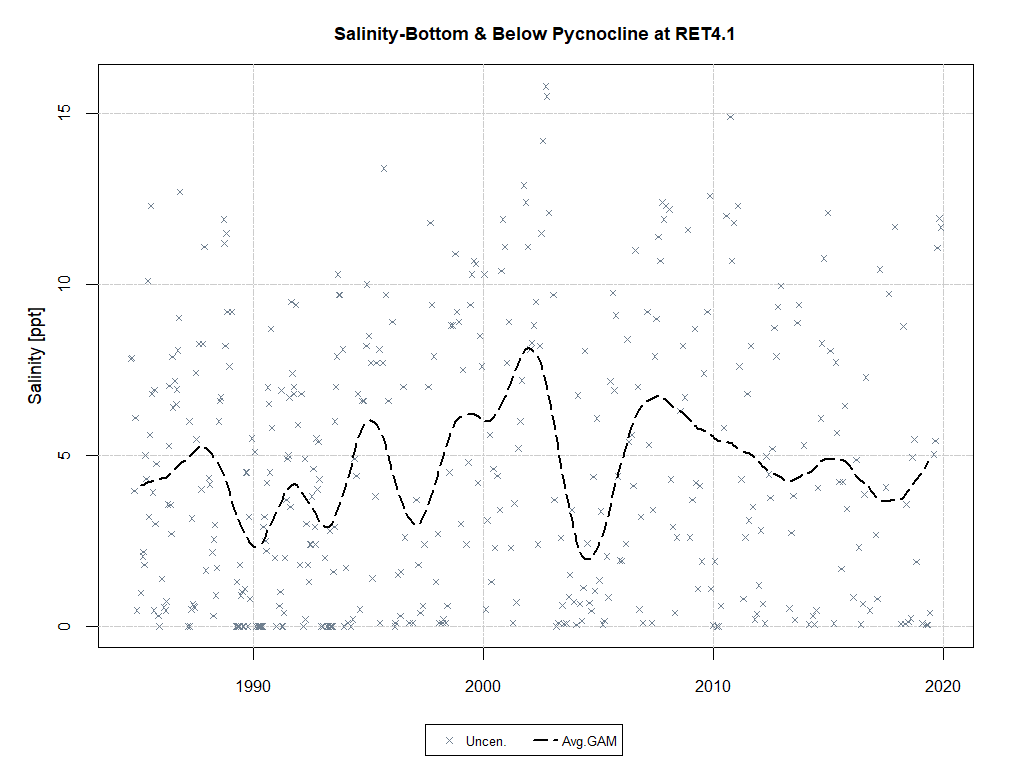 Salinity-Bottom & Below Pycnocline at RET4.1
Salinity [ppt]
15
10
5
0
1990 2000 2010 2020
Uncen. Avg.GAM